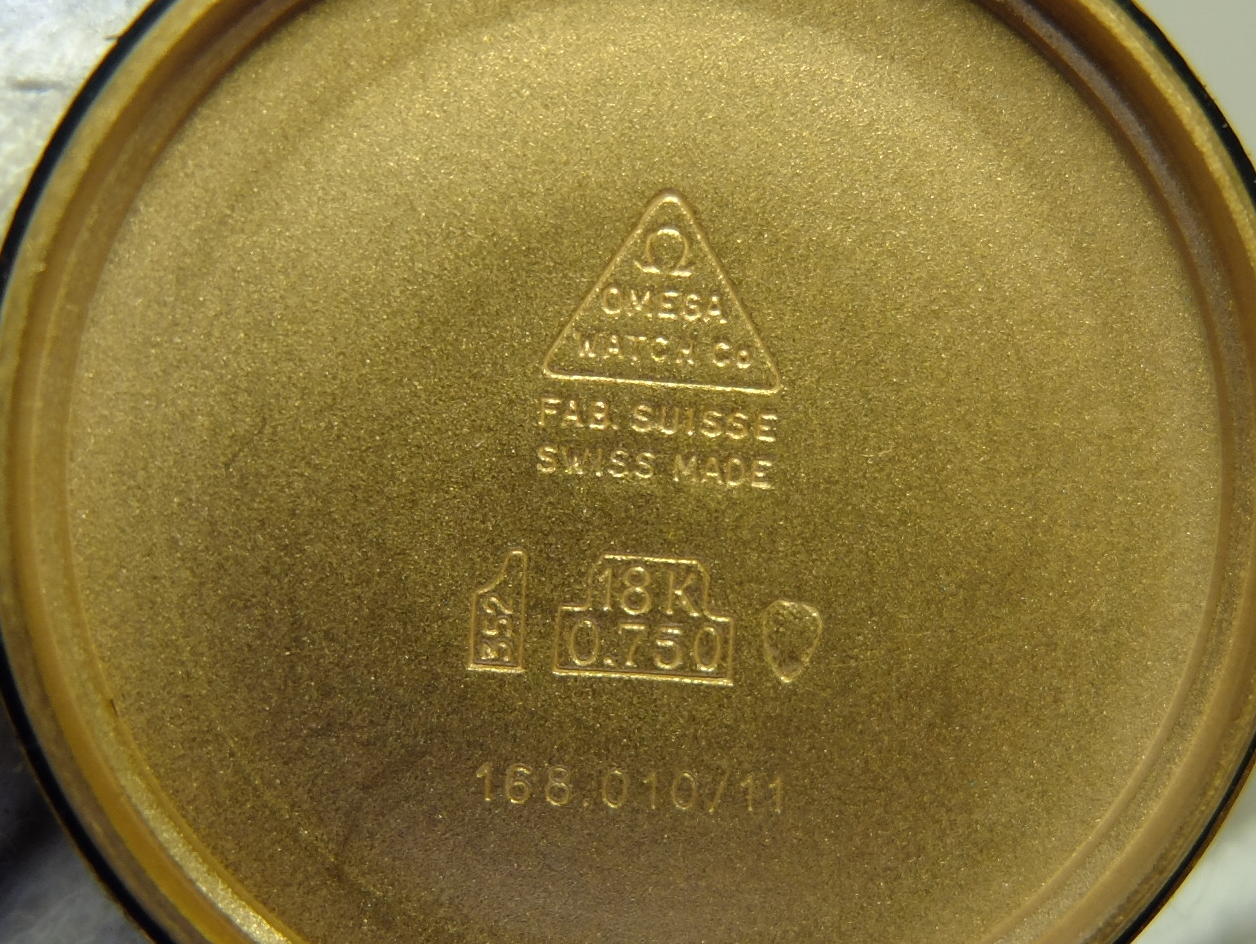 Ω
OMEGA
WATCH Co
FAB. SUISSE
SWISS MADE
18K
0.750
168.010/11